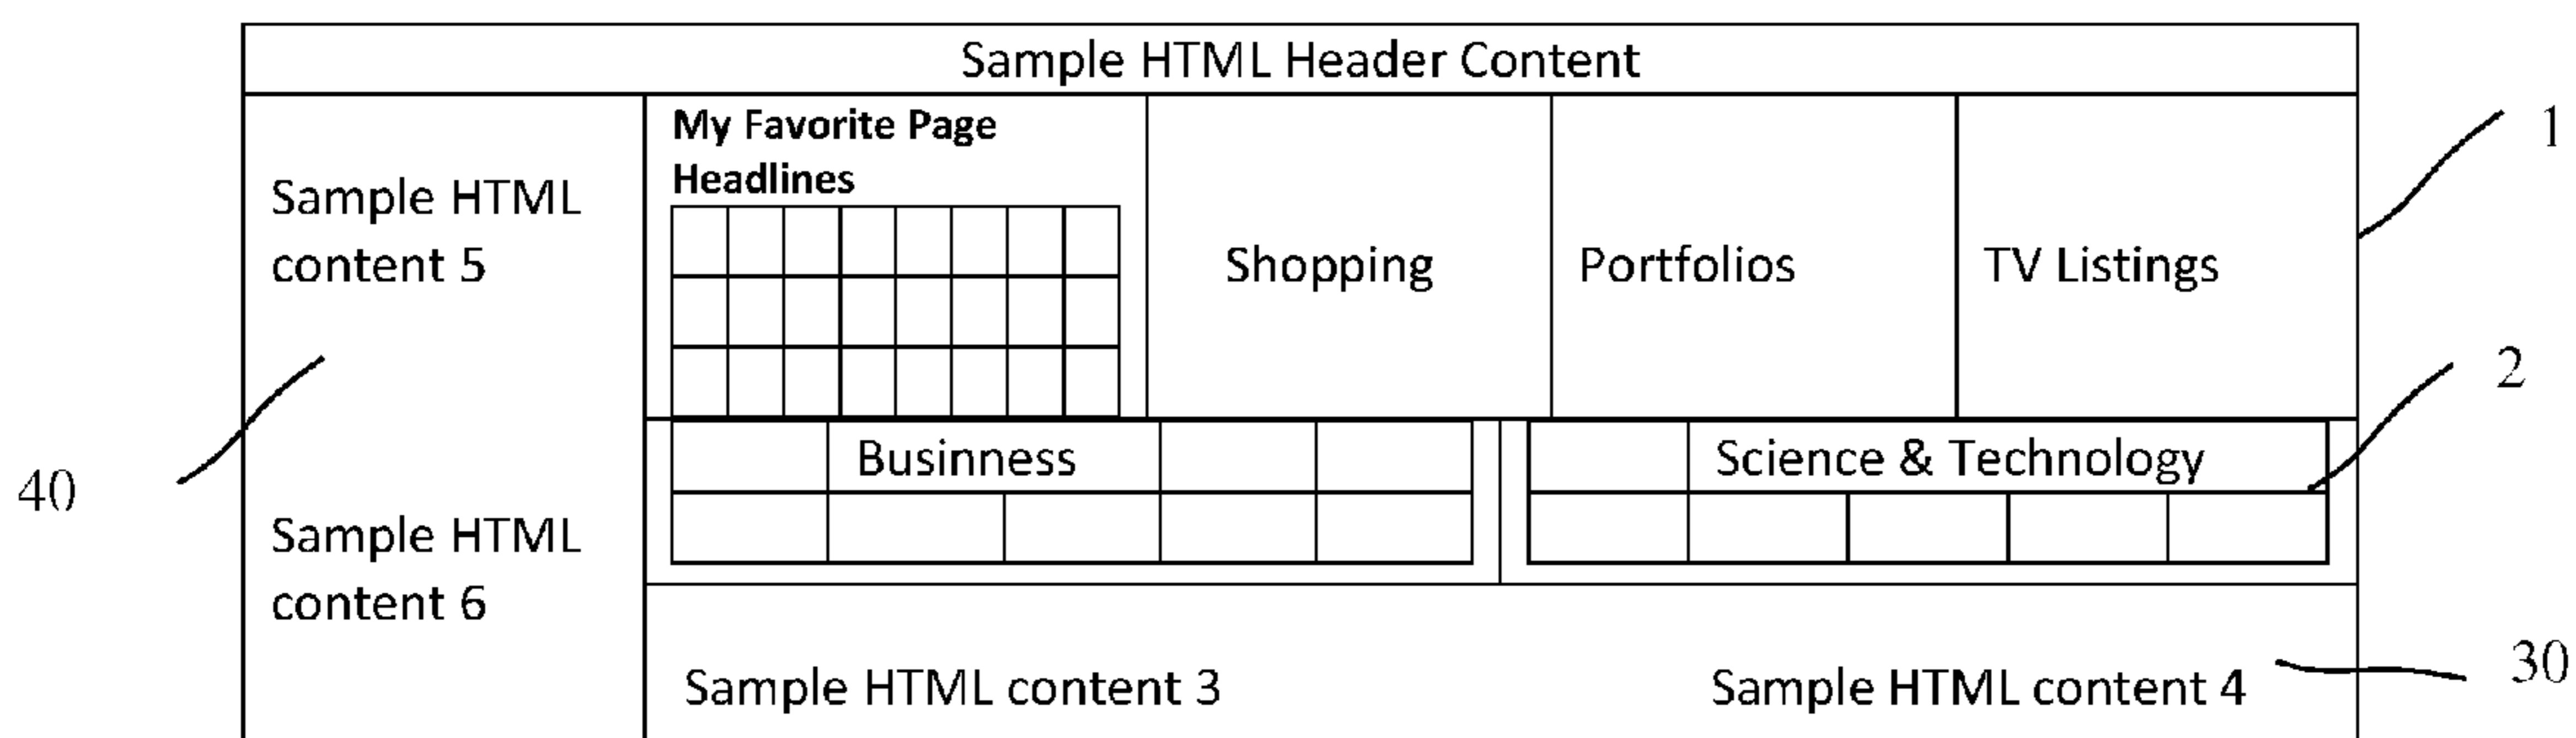 Sample HTML Header Content
My Favorite Page
Headlines
Sample HTML
content 5
Shopping
Portfolios
TV Listings
1
2
Businness
Science & Technology
40
Sample HTML
content 6
Sample HTML content 3
Sample HTML content 4
30